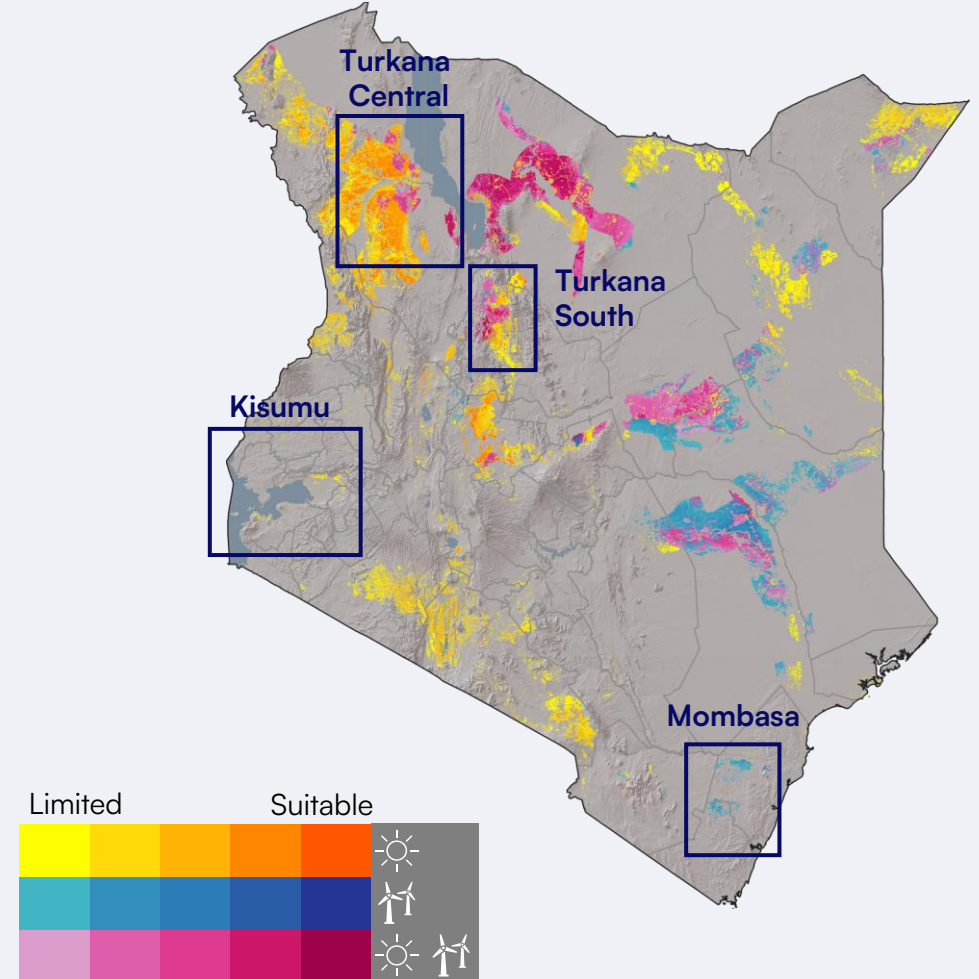 Turkana
Central
Turkana
South
Kisumu
Mombasa
Limited
Suitable